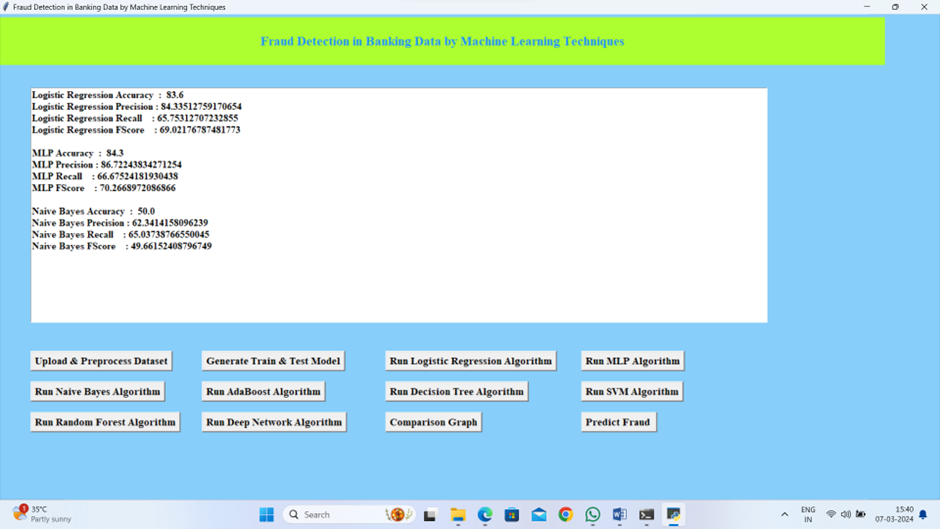 Fraud Detection in Banking Data by Machine Learning Techniques
Fraud Detection in Banking Data by Machine Learning Techniques
Logistic Regression Accuracy : 83.6
Logistic Regression Precision : 84.33512759170654
Logistic Regression Recall : 65.75312707232855
Logistic Regression FScore : 69.02176787481773
MLP Accuracy : 84.3
MLP Precision : 86.72243834271254
MLP Recall : 66.67524181930438
MLP FScore : 70.2668972086866
Naive Bayes Accuracy : 50.0
Naive Bayes Precision : 62.3414158096239
Naive Bayes Recall : 65.03738766550045
Naive Bayes FScore : 49.66152408796749
Upload & Preprocess Dataset Generate Train & Test Model Run Logistic Regression Algorithm Run MLP Algorithm
Run Naive Bayes Algorithm Run AdaBoost Algorithm Run Decision Tree Algorithm Run SVM Algorithm
Run Random Forest Algorithm Run Deep Network Algorithm Comparison Graph Predict Fraud
1 35°C Search ENG 15:40
Partly sunny IN 07-03-2024